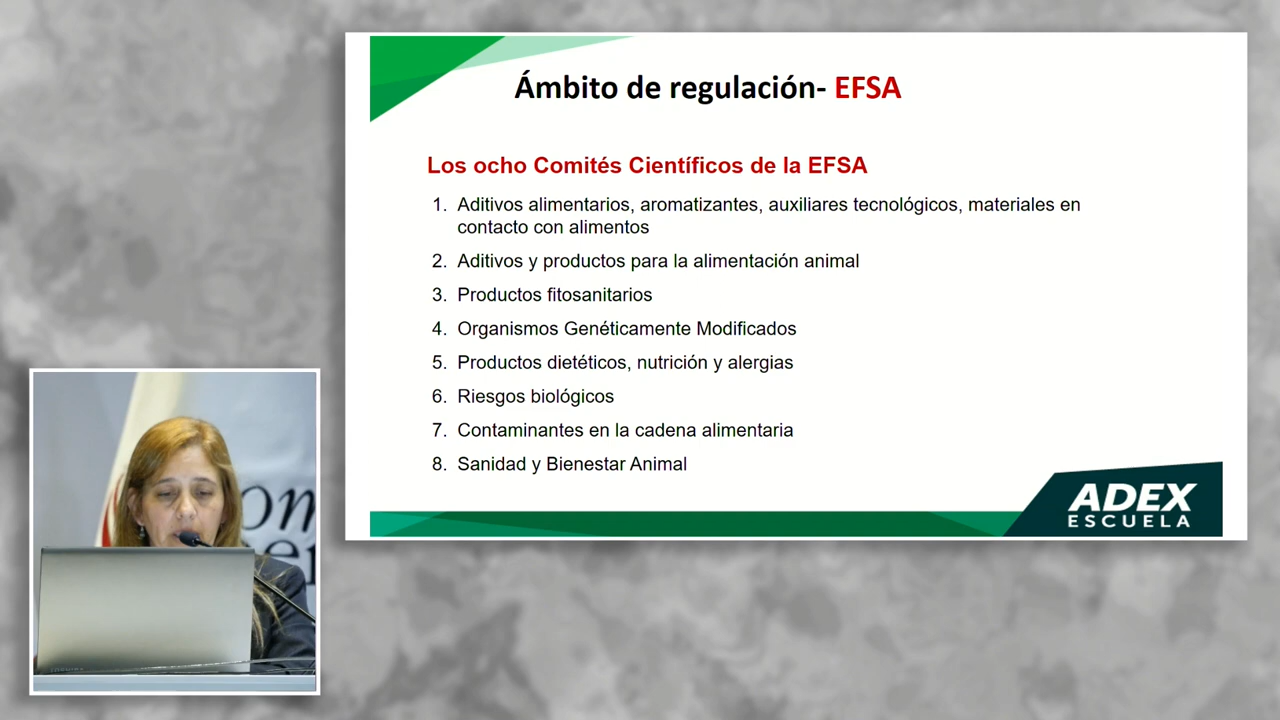 Ámbito de regulación- EFSA
Los ocho Comités Científicos de la EFSA
1. Aditivos alimentarios, aromatizantes, auxiliares tecnológicos, materiales en
contacto con alimentos
2. Aditivos y productos para la alimentación animal
3. Productos fitosanitarios
4. Organismos Genéticamente Modificados
5. Productos dietéticos, nutrición y alergias
6. Riesgos biológicos
7. Contaminantes en la cadena alimentaria
8. Sanidad y Bienestar Animal
ADEX
ESCUELA